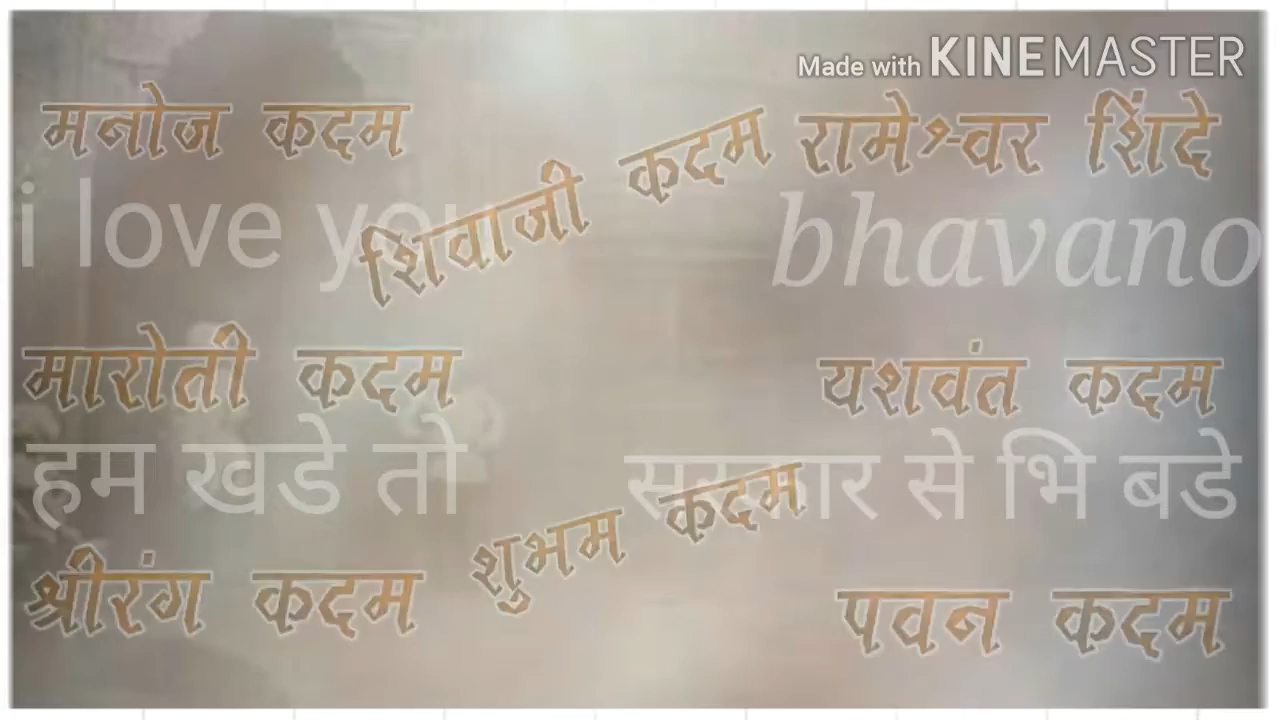 Made with KINEMASTER
मनोज कदम
शिवाजी कदम
रामेश्वर शिंदे
i love you
bhavano
मारोती कदम
यशवंत कदम
हम खडे तो
सरकार से भि बडे
शुभम कदम
श्रीरंग कदम
पवन कदम